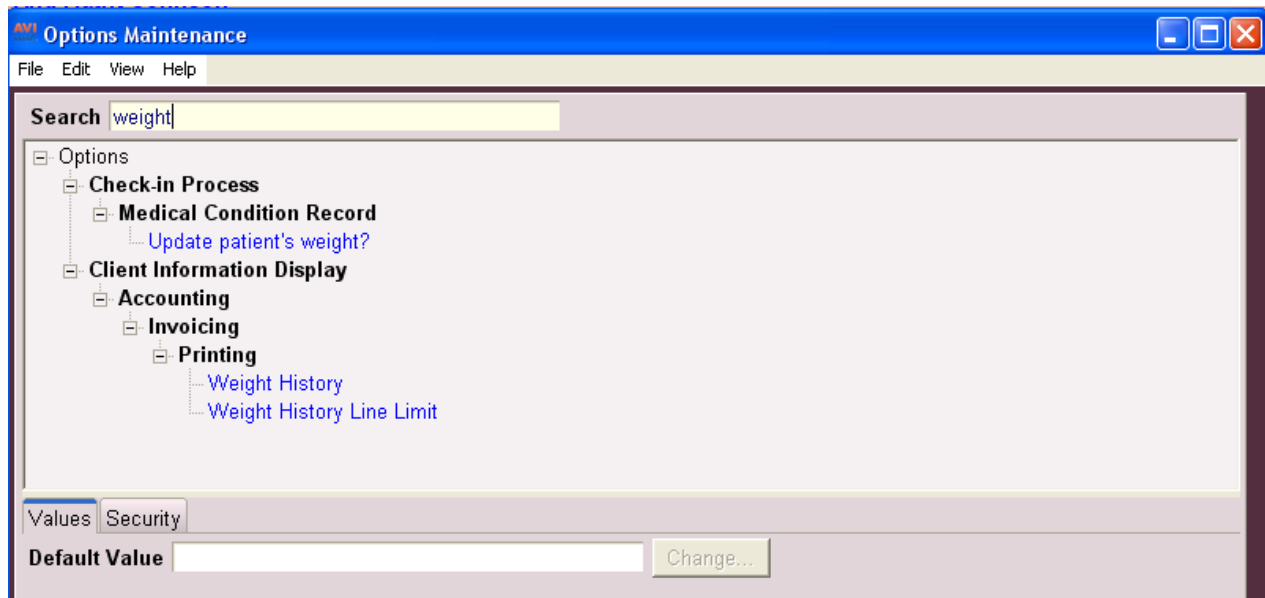 AVI Options Maintenance
File Edit View Help
Search weight
Options
Check-in Process
Medical Condition Record
Update patient's weight?
Client Information Display
Accounting
Invoicing
Printing
Weight History
Weight History Line Limit
Values Security
Default Value Change...